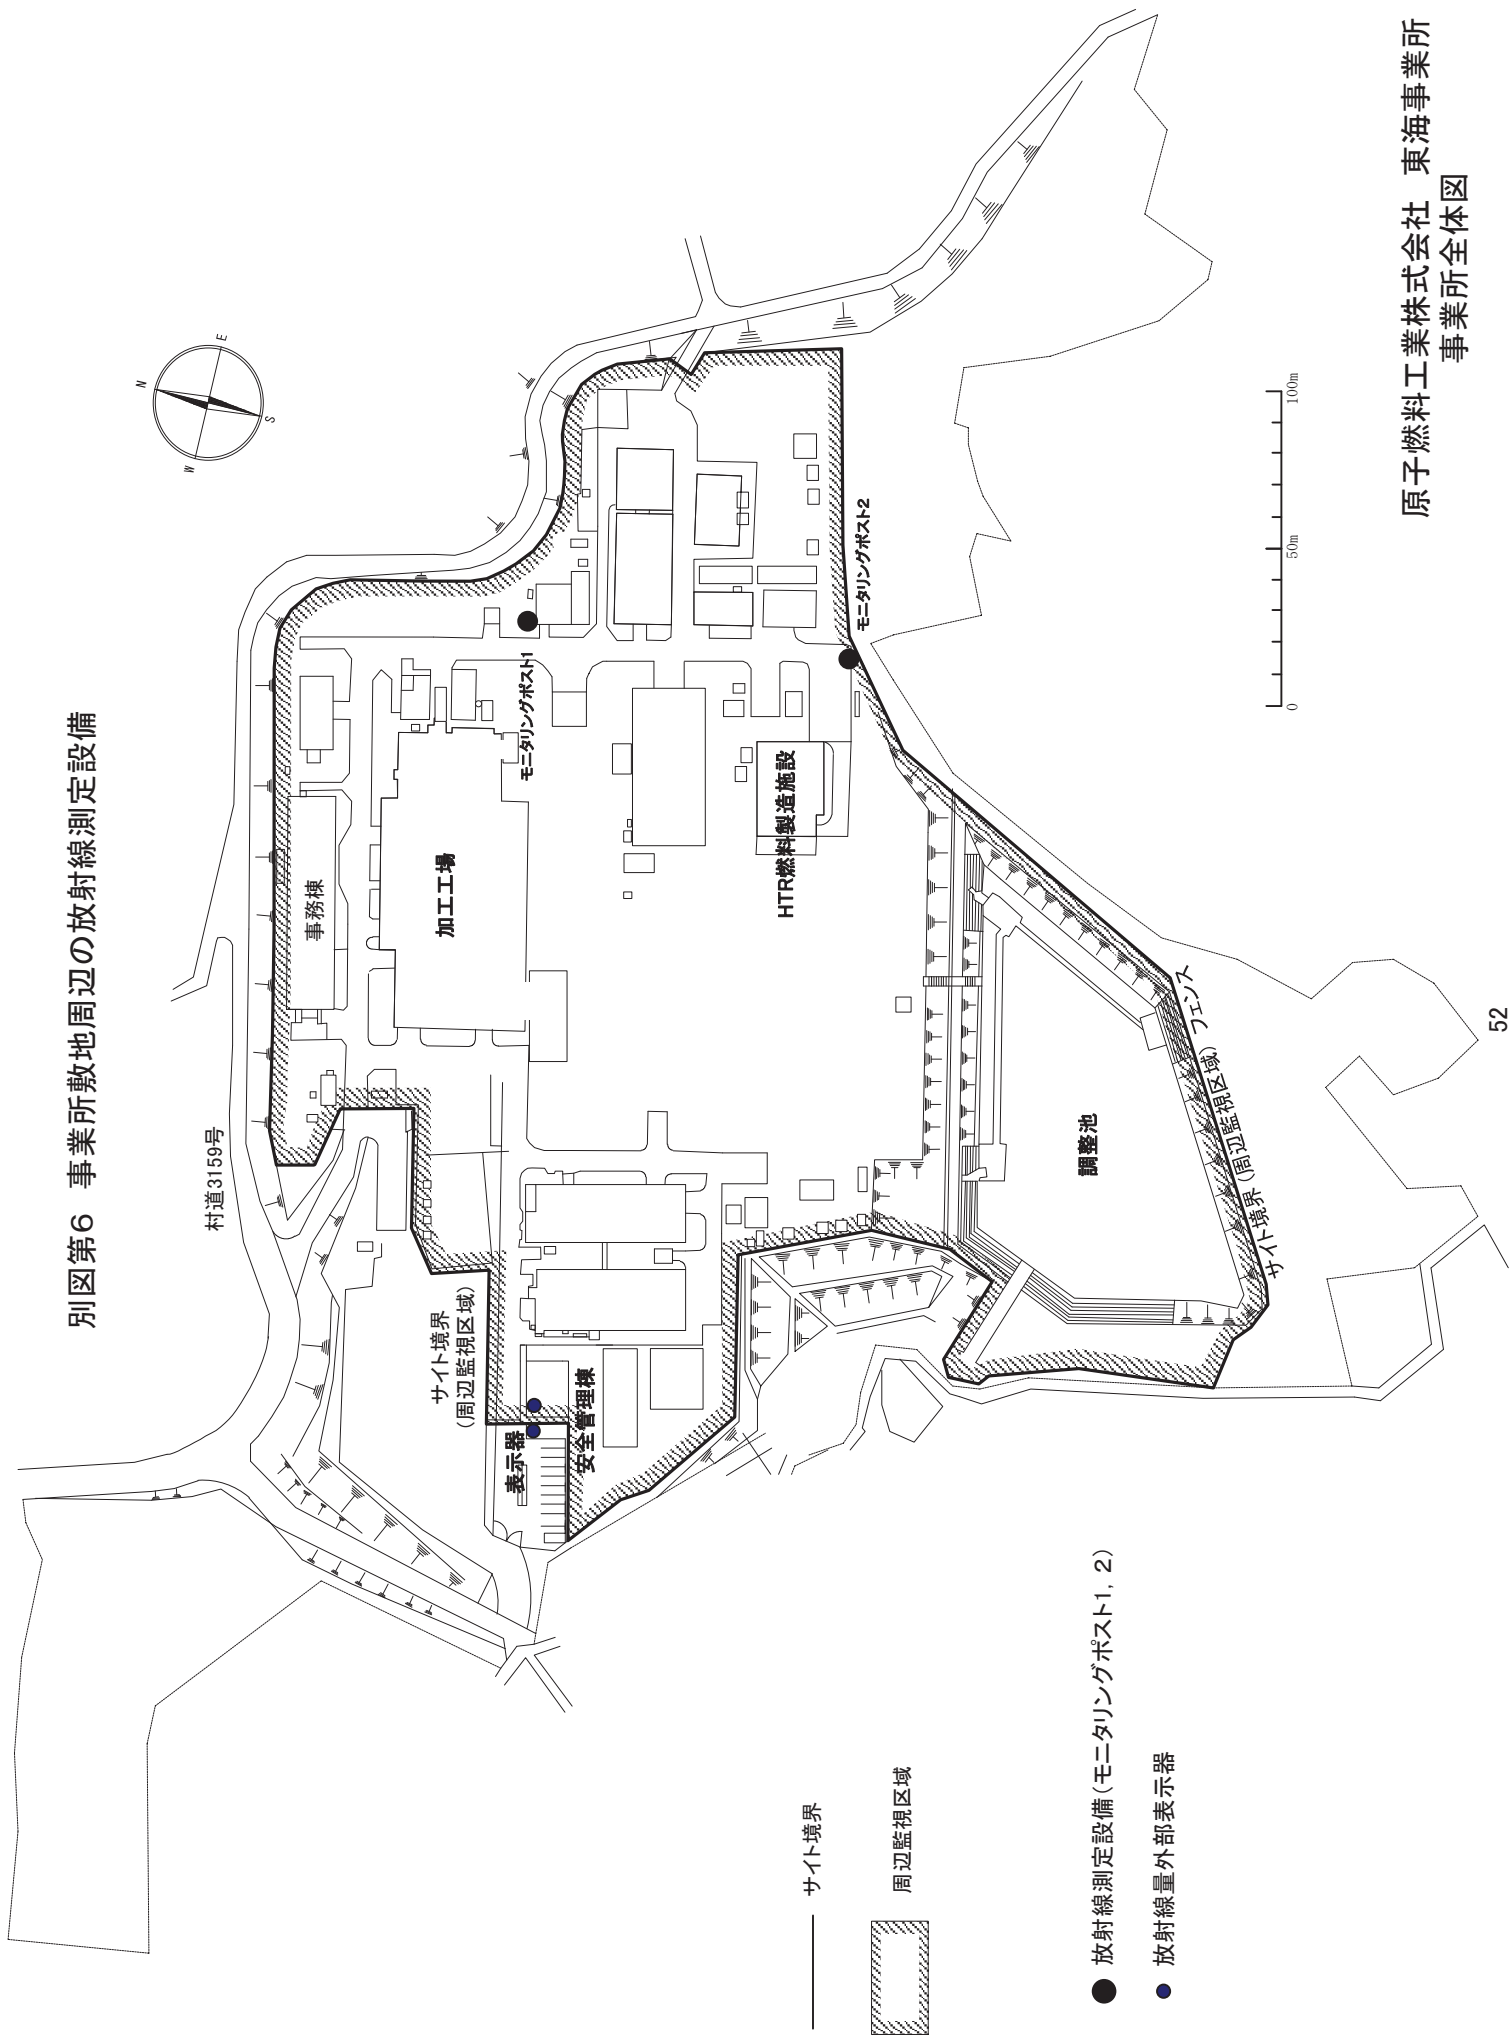 別図第6 事業所敷地周辺の放射線測定設備
村道3159号
N
E
S
W
事務棟
加工工場
モニタリングポスト1
モニタリングポスト2
HTR燃料製造施設
サイト境界
(周辺監視区域)
表示器
安全管理棟
調整池
サイト境界(周辺監視区域) フェンス
0
50m
100m
サイト境界
周辺監視区域
放射線測定設備(モニタリングポスト1, 2)
放射線量外部表示器
原子燃料工業株式会社 東海事業所
事業所全体図
52